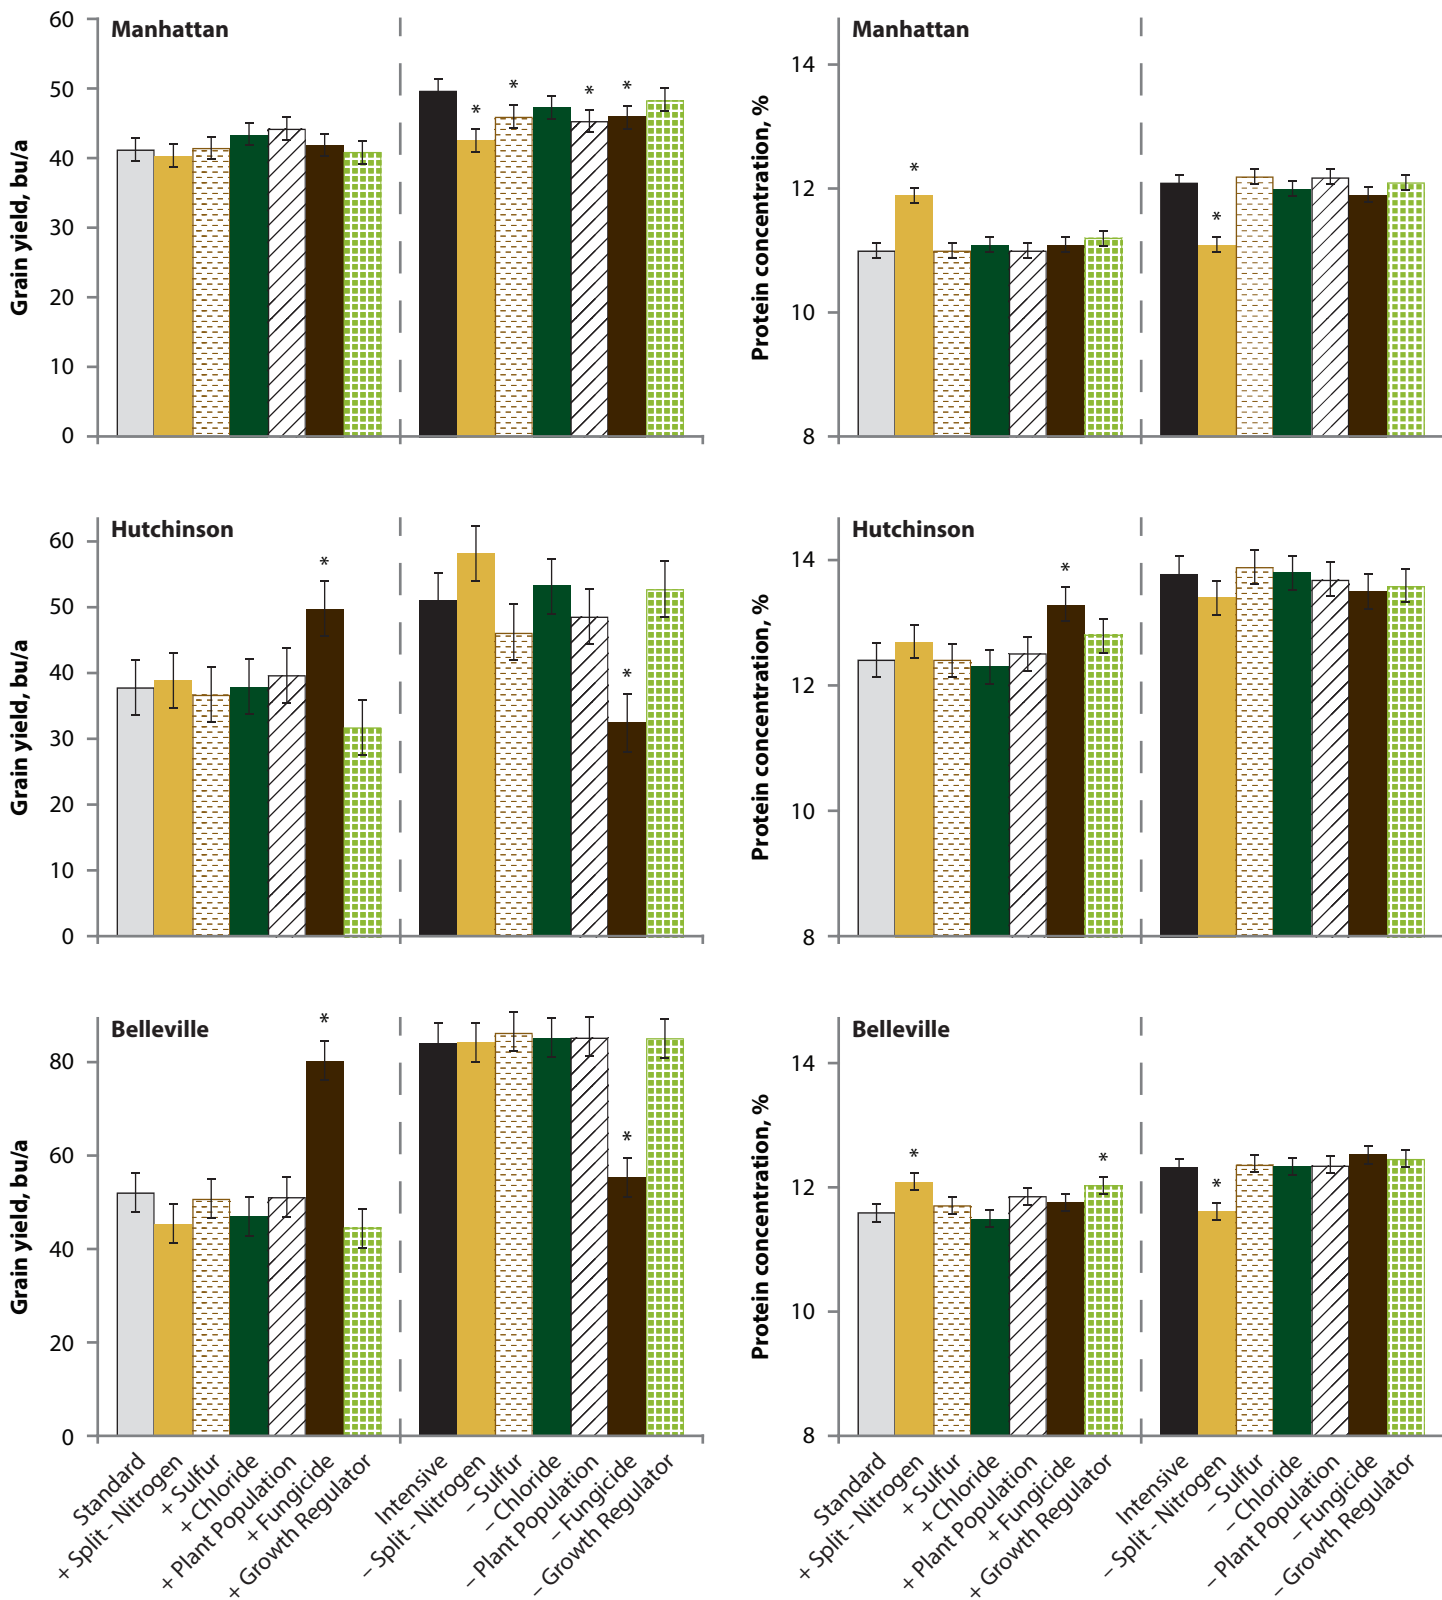 Manhattan
Grain yield, bu/a
60
50
40
30
20
10
0
*
*
*
*
Manhattan
Protein concentration, %
14
12
10
8
*
*
Hutchinson
Grain yield, bu/a
60
50
40
30
20
10
0
*
*
Hutchinson
Protein concentration, %
14
12
10
8
*
Belleville
Grain yield, bu/a
80
60
40
20
0
*
*
Standard
+ Split - Nitrogen
+ Sulfur
+ Chloride
+ Plant Population
+ Fungicide
+ Growth Regulator
Intensive
– Split - Nitrogen
– Sulfur
– Chloride
– Plant Population
– Fungicide
– Growth Regulator
Belleville
Protein concentration, %
14
12
10
8
*
*
*
Standard
+ Split - Nitrogen
+ Sulfur
+ Chloride
+ Plant Population
+ Fungicide
+ Growth Regulator
Intensive
– Split - Nitrogen
– Sulfur
– Chloride
– Plant Population
– Fungicide
– Growth Regulator